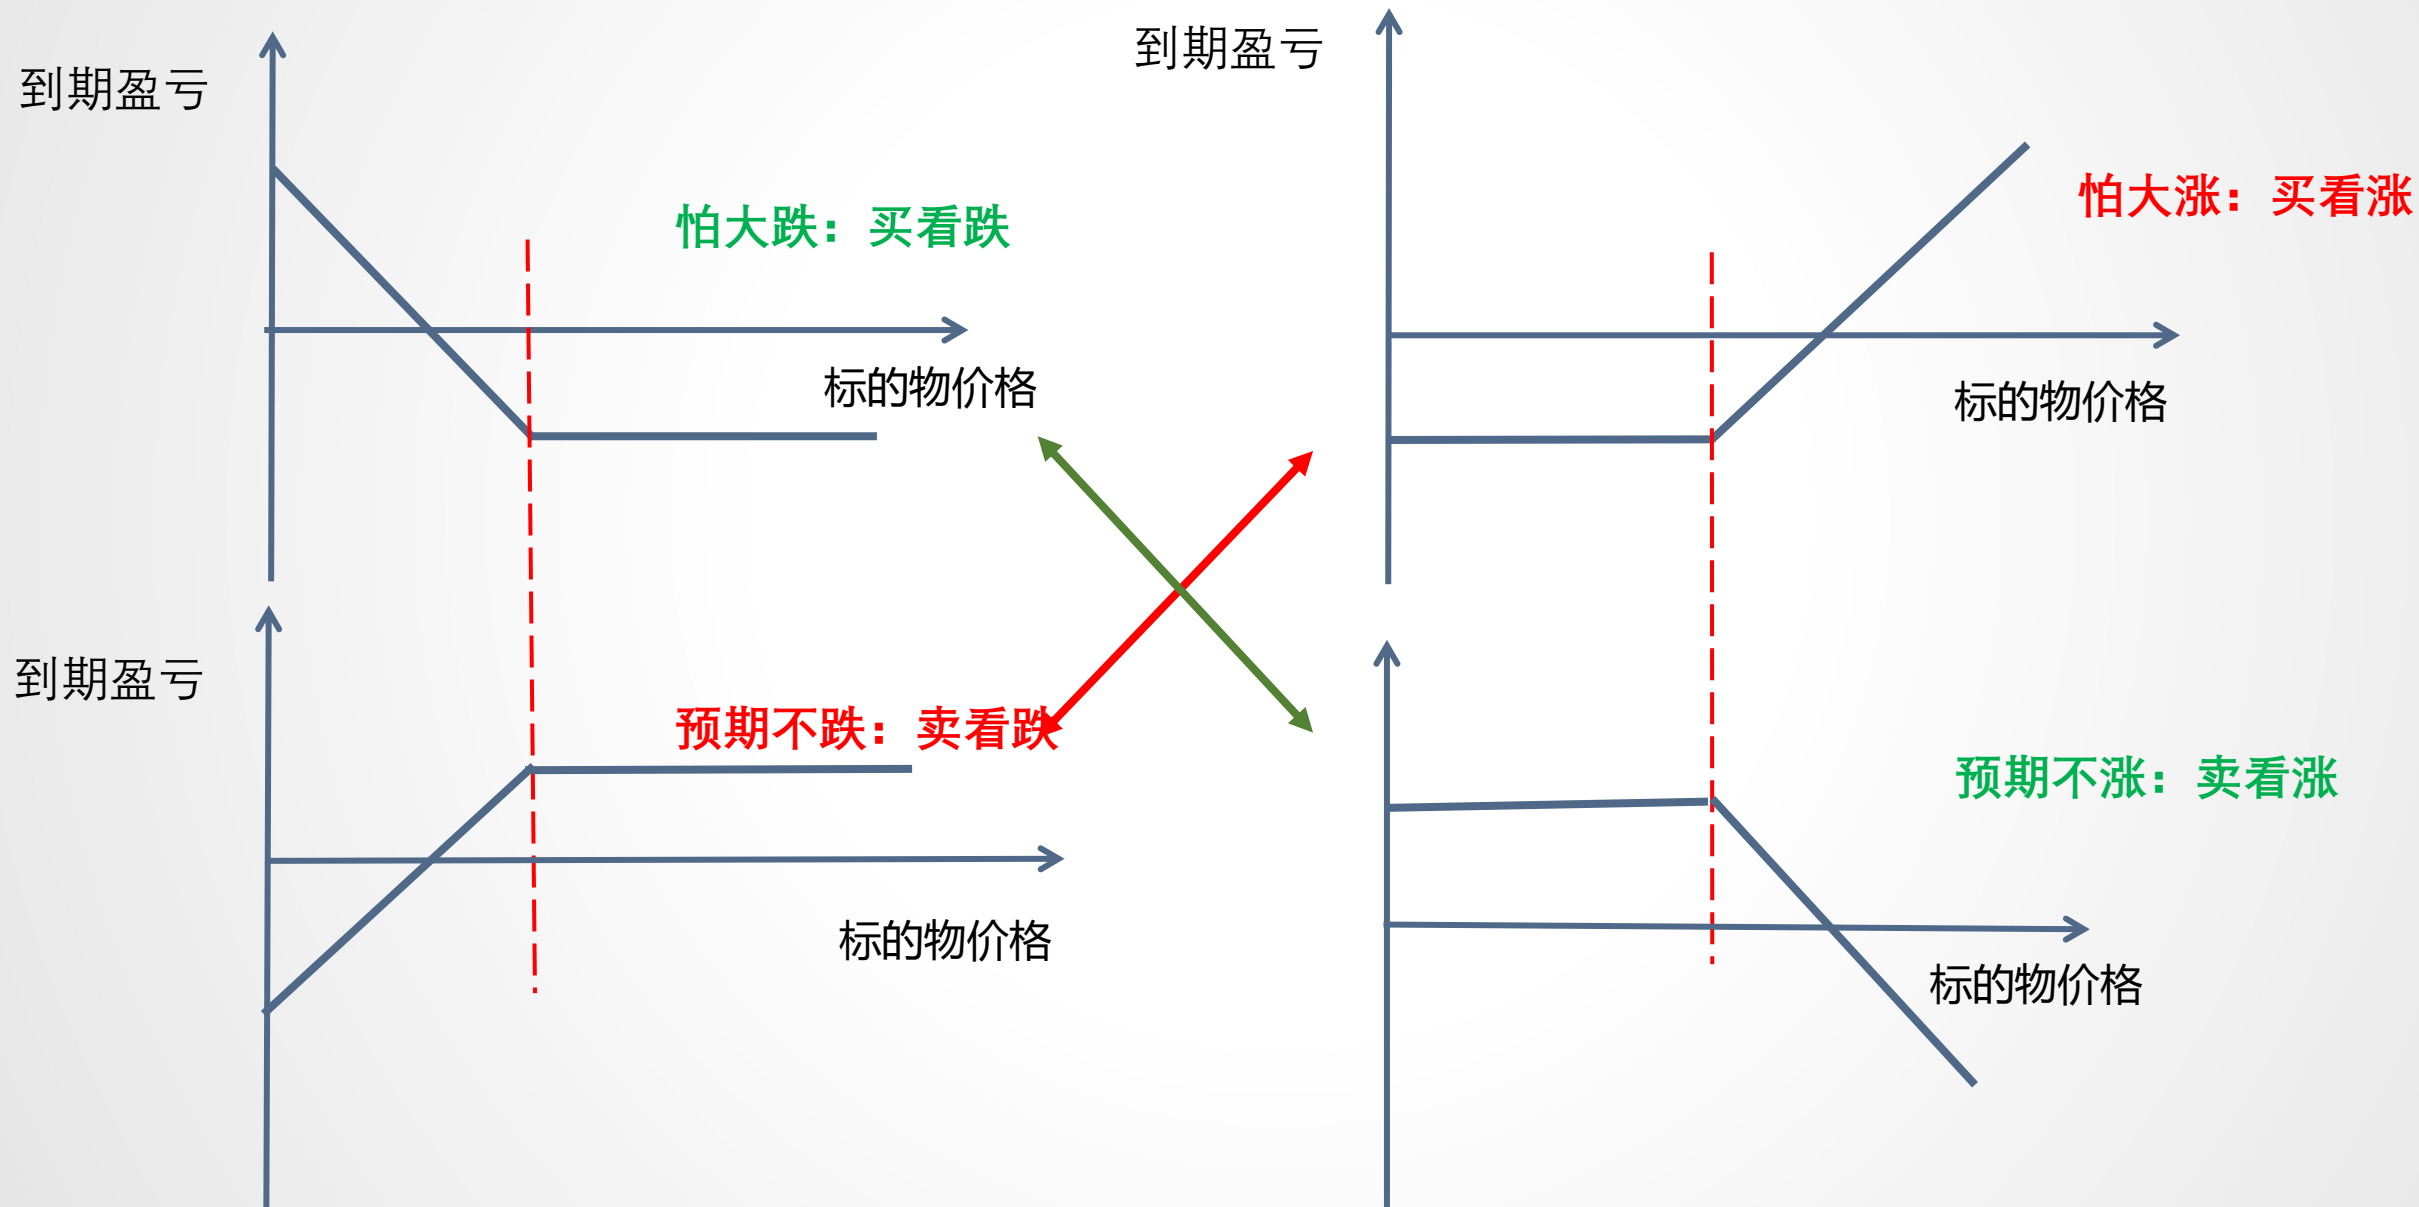 到期盈亏
怕大跌：买看跌
标的物价格
到期盈亏
怕大涨：买看涨
标的物价格
到期盈亏
预期不跌：卖看跌
标的物价格
预期不涨：卖看涨
标的物价格